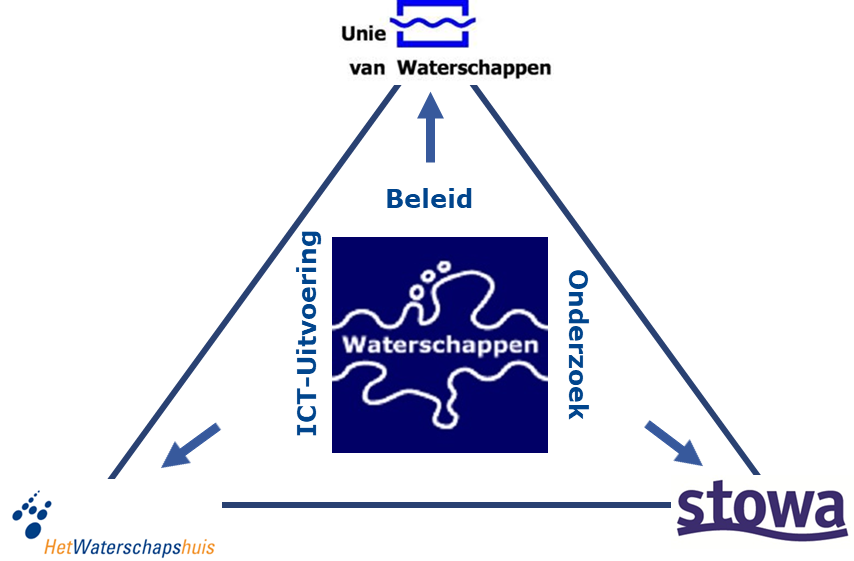 Unie
van Waterschappen
Beleid
ICT-Uitvoering
Waterschappen
Onderzoek
HetWaterschapshuis
stowa